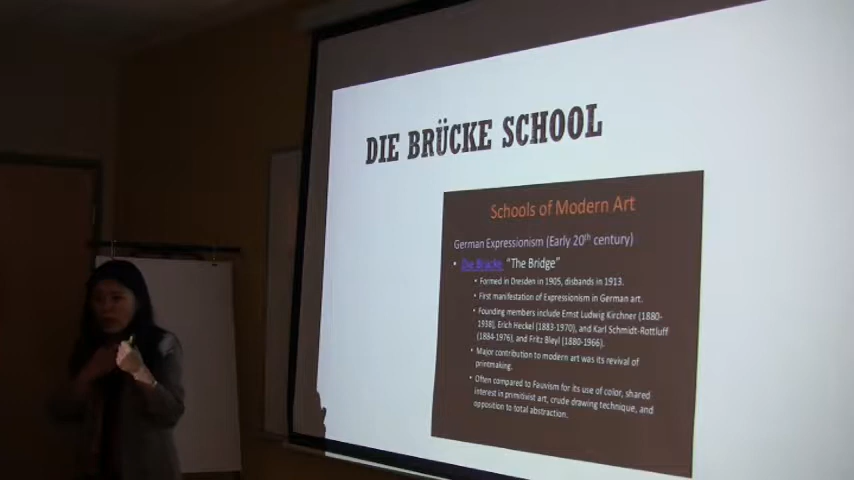 DIE BRÜCKE SCHOOL
Schools of Modern Art
German Expressionism (Early 20th century)
• Die Brücke "The Bridge"
• Formed in Dresden in 1905, disbands in 1913.
• First manifestation of Expressionism in German art.
• Founding members include Ernst Ludwig Kirchner (1880-
1938), Erich Heckel (1883-1970), and Karl Schmidt-Rottluff
(1884-1976), and Fritz Bleyl (1880-1966).
• Major contribution to modern art was its revival of
printmaking.
• Often compared to Fauvism for its use of color, shared
interest in primitivist art, crude drawing technique, and
opposition to total abstraction.